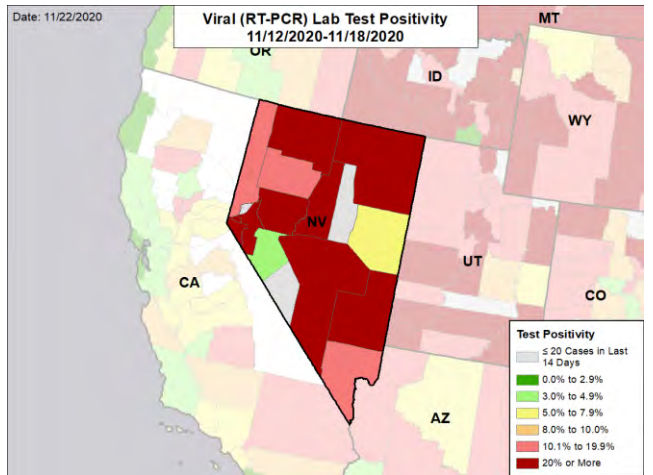 Date: 11/22/2020
Viral (RT-PCR) Lab Test Positivity
11/12/2020-11/18/2020
MT
OR
ID
WY
NV
UT
CA
CO
AZ
Test Positivity
≤ 20 Cases in Last
14 Days
0.0% to 2.9%
3.0% to 4.9%
5.0% to 7.9%
8.0% to 10.0%
10.1% to 19.9%
20% or More